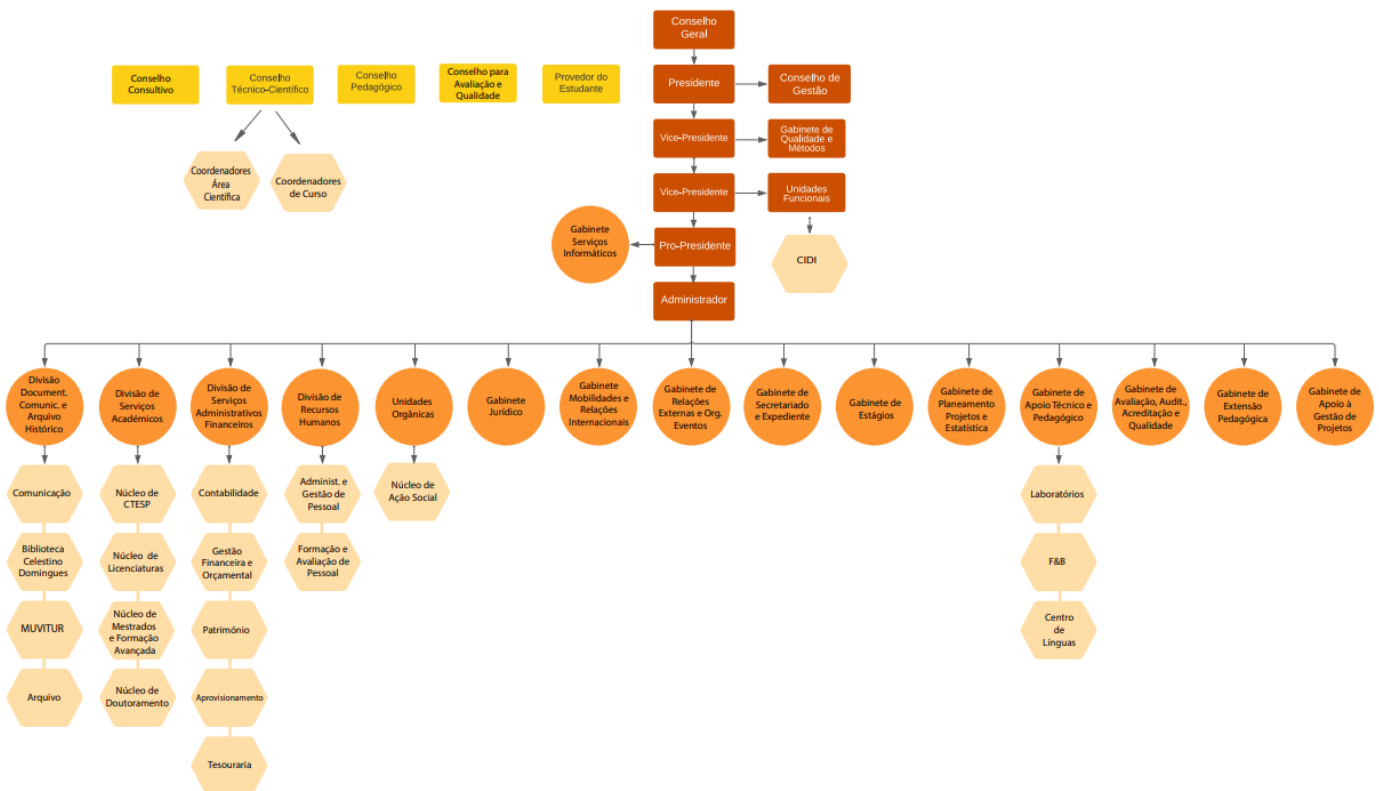 Conselho
Geral
Conselho
Consultivo
Conselho
Técnico-Científico
Conselho
Pedagógico
Conselho para
Avaliação e
Qualidade
Provedor do
Estudante
Presidente
Conselho de
Gestão
Vice-Presidente
Gabinete de
Qualidade e
Métodos
Coordenadores
Área
Científica
Coordenadores
de Curso
Vice-Presidente
Unidades
Funcionais
Gabinete
Serviços
Informáticos
Pro-Presidente
CIDI
Administrador
Divisão
Document.
Comunic. e
Arquivo
Histórico
Divisão de
Serviços
Académicos
Divisão de
Serviços
Administrativos
Financeiros
Divisão de
Recursos
Humanos
Unidades
Orgânicas
Gabinete
Jurídico
Gabinete
Mobilidades e
Relações
Internacionais
Gabinete de
Relações
Externas e Org.
Eventos
Gabinete de
Secretariado
e Expediente
Gabinete
de Estágios
Gabinete de
Planeamento
Projetos e
Estatística
Gabinete de
Apoio Técnico e
Pedagógico
Gabinete de
Avaliação, Audit.,
Acreditação e
Qualidade
Gabinete de
Extensão
Pedagógica
Gabinete de
Apoio à
Gestão de
Projetos
Comunicação
Núcleo de
CTESP
Contabilidade
Administ. e
Gestão de
Pessoal
Núcleo de
Ação Social
Laboratórios
Biblioteca
Celestino
Domingues
Núcleo de
Licenciaturas
Gestão
Financeira e
Orçamental
Formação e
Avaliação de
Pessoal
F&B
MUVITUR
Núcleo de
Mestrados
e Formação
Avançada
Património
Centro
de
Línguas
Arquivo
Núcleo de
Doutoramento
Aprovisionamento
Tesouraria